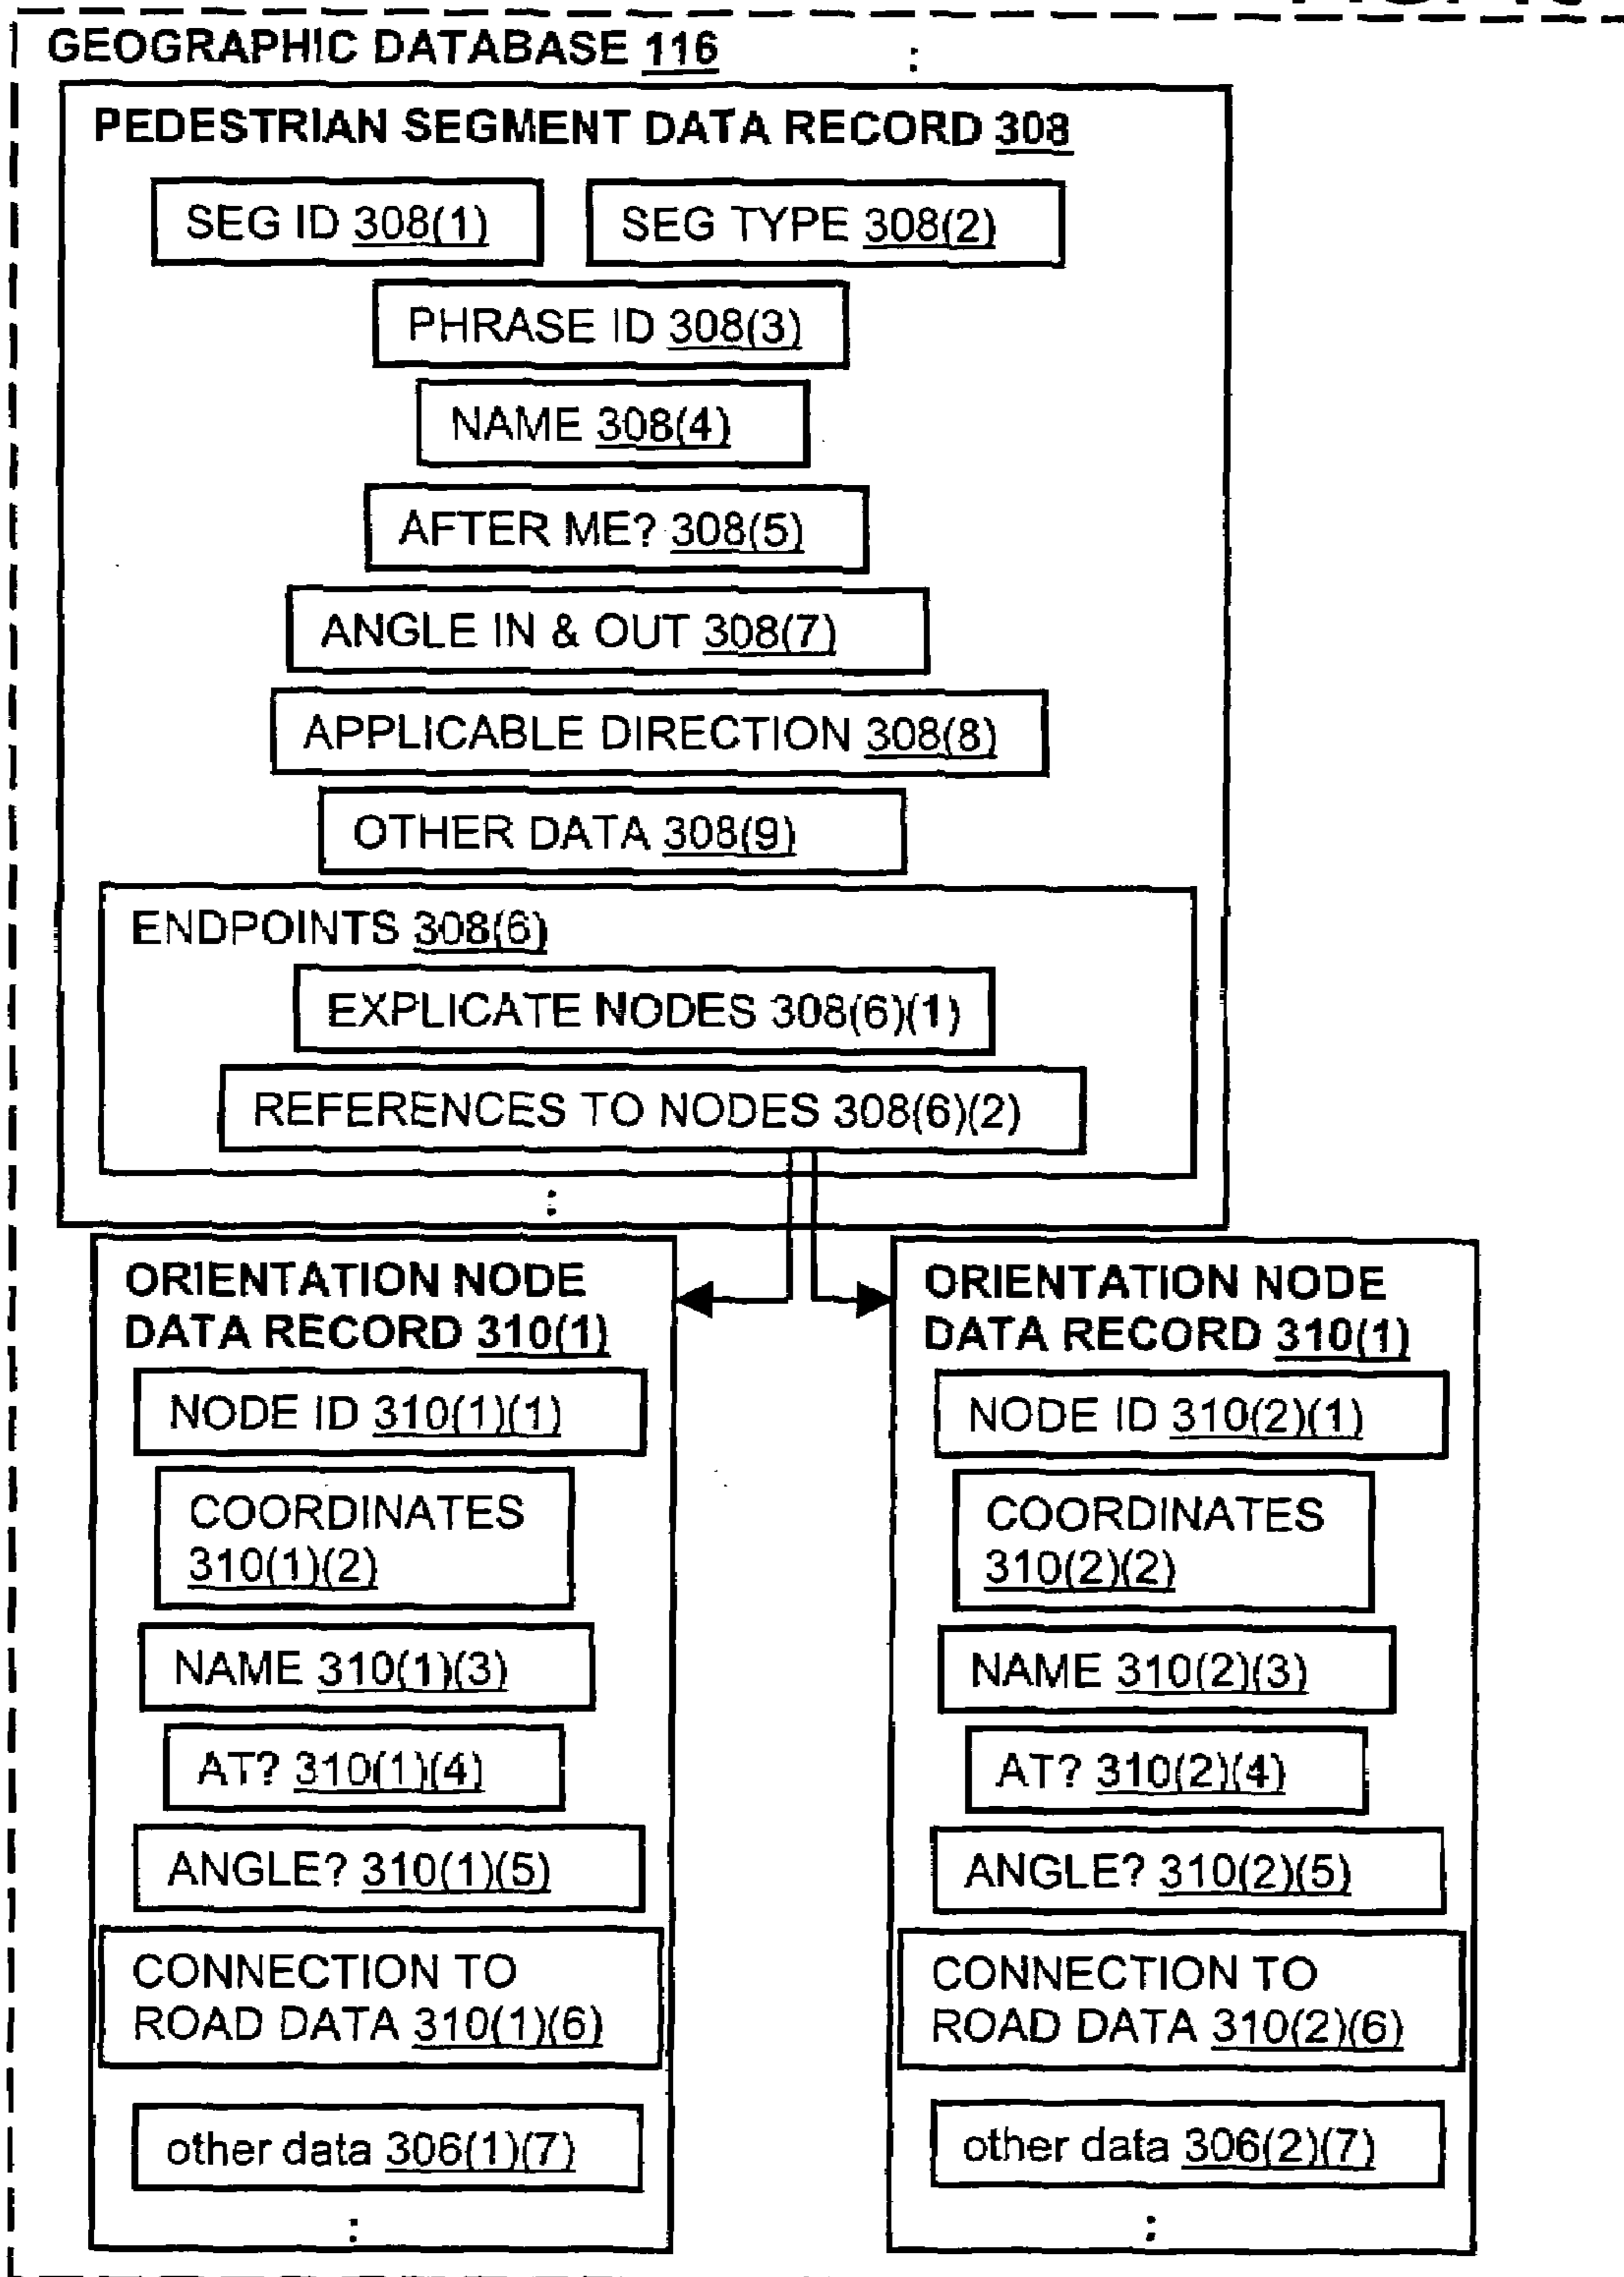 GEOGRAPHIC DATABASE 116
:
PEDESTRIAN SEGMENT DATA RECORD 308
SEG ID 308(1)
SEG TYPE 308(2)
PHRASE ID 308(3)
NAME 308(4)
AFTER ME? 308(5)
ANGLE IN & OUT 308(7)
APPLICABLE DIRECTION 308(8)
OTHER DATA 308(9)
ENDPOINTS 308(6)
EXPLICATE NODES 308(6)(1)
REFERENCES TO NODES 308(6)(2)
:
ORIENTATION NODE
DATA RECORD 310(1)
NODE ID 310(1)(1)
COORDINATES
310(1)(2)
NAME 310(1)(3)
AT? 310(1)(4)
ANGLE? 310(1)(5)
CONNECTION TO
ROAD DATA 310(1)(6)
other data 306(1)(7)
:
ORIENTATION NODE
DATA RECORD 310(1)
NODE ID 310(2)(1)
COORDINATES
310(2)(2)
NAME 310(2)(3)
AT? 310(2)(4)
ANGLE? 310(2)(5)
CONNECTION TO
ROAD DATA 310(2)(6)
other data 306(2)(7)
: